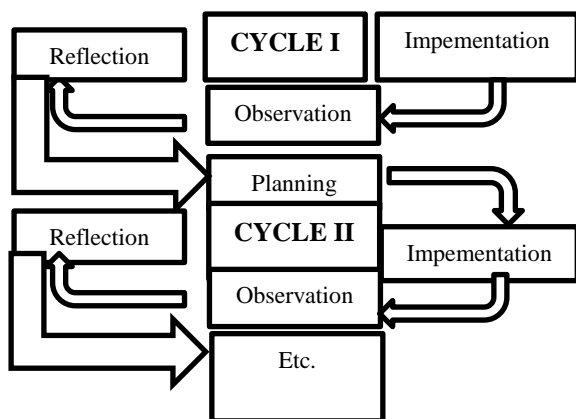 Reflection
CYCLE I
Impementation
Observation
Planning
Reflection
CYCLE II
Impementation
Observation
Etc.